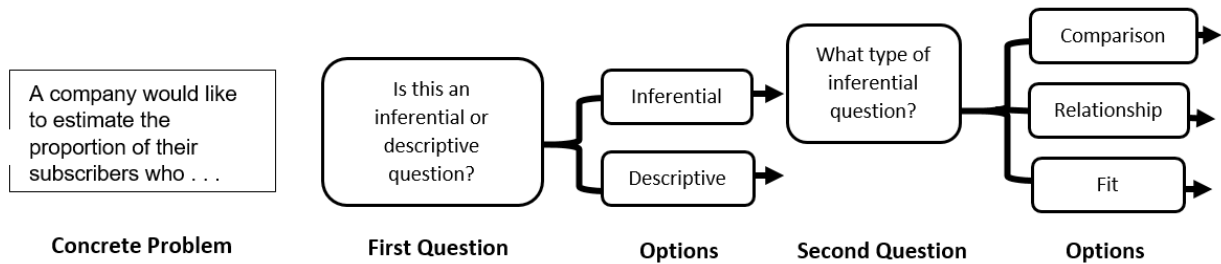 A company would like
to estimate the
proportion of their
subscribers who . . .
Concrete Problem
Is this an
inferential or
descriptive
question?
First Question
Inferential
Descriptive
Options
What type of
inferential
question?
Second Question
Comparison
Relationship
Fit
Options